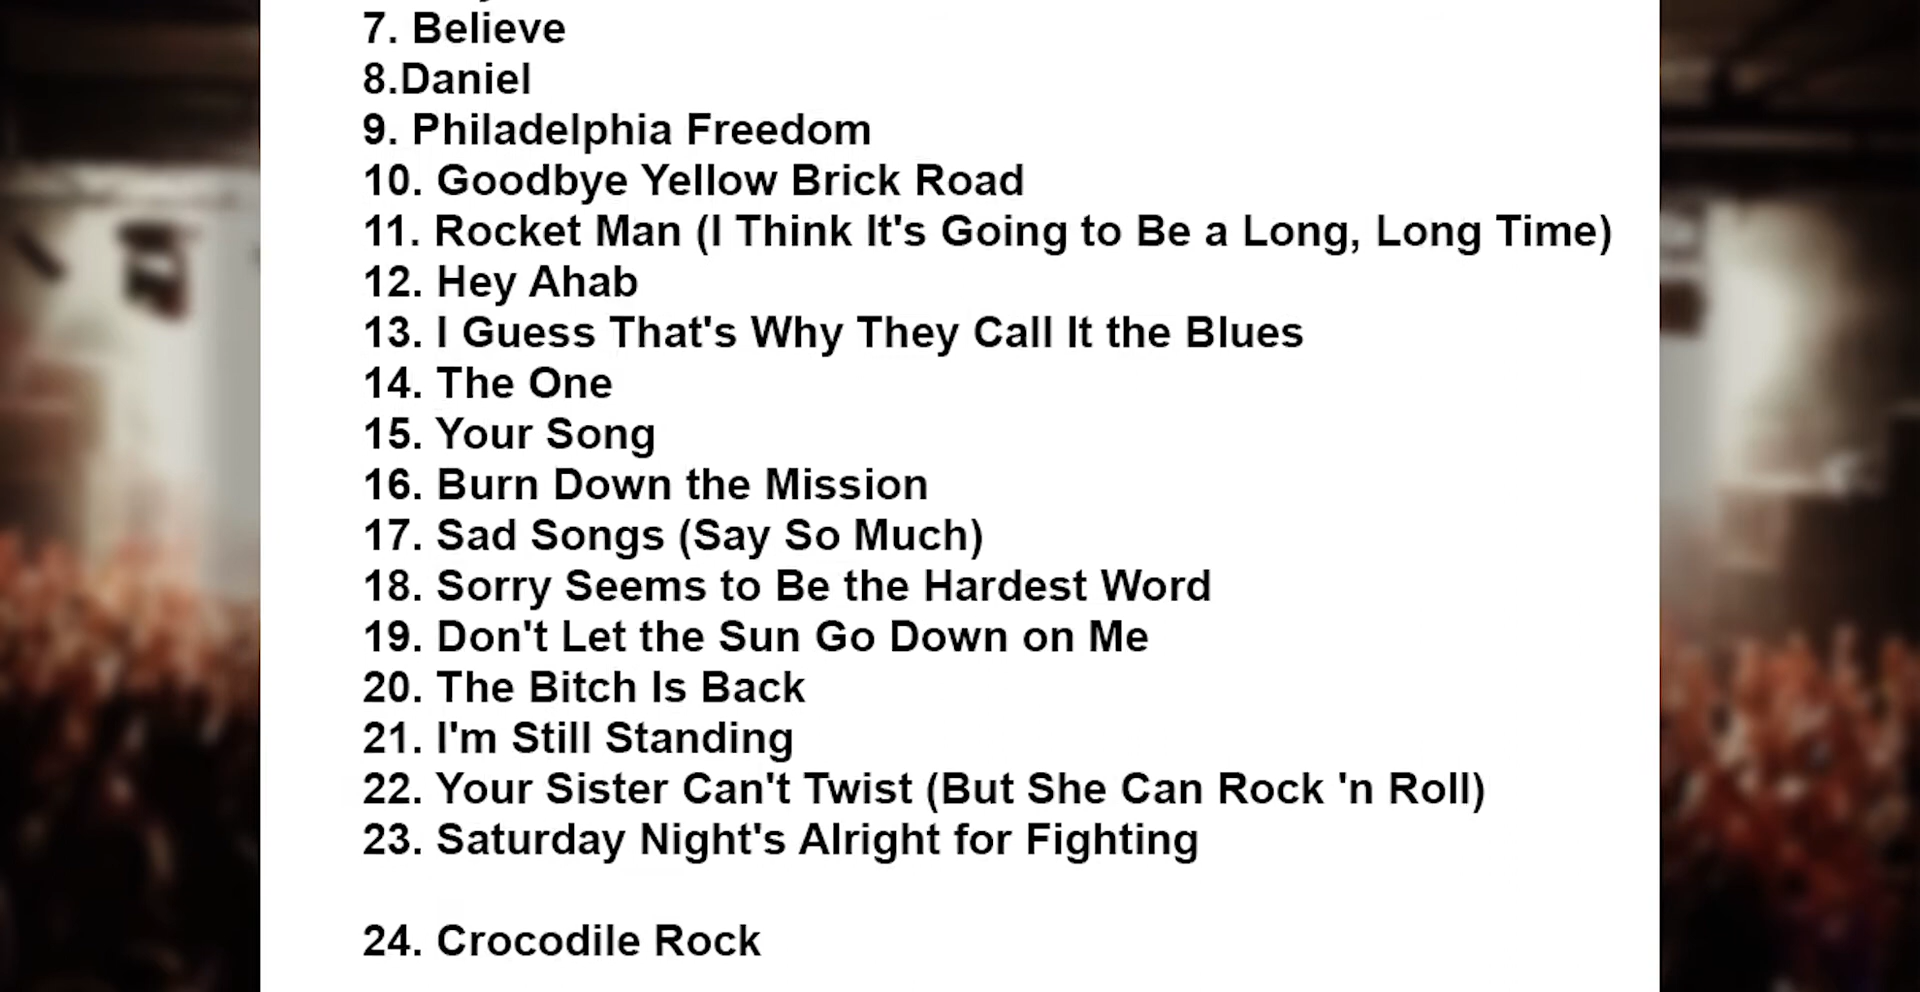 7. Believe
8.Daniel
9. Philadelphia Freedom
10. Goodbye Yellow Brick Road
11. Rocket Man (I Think It's Going to Be a Long, Long Time)
12. Hey Ahab
13. I Guess That's Why They Call It the Blues
14. The One
15. Your Song
16. Burn Down the Mission
17. Sad Songs (Say So Much)
18. Sorry Seems to Be the Hardest Word
19. Don't Let the Sun Go Down on Me
20. The Bitch Is Back
21. I'm Still Standing
22. Your Sister Can't Twist (But She Can Rock 'n Roll)
23. Saturday Night's Alright for Fighting
24. Crocodile Rock